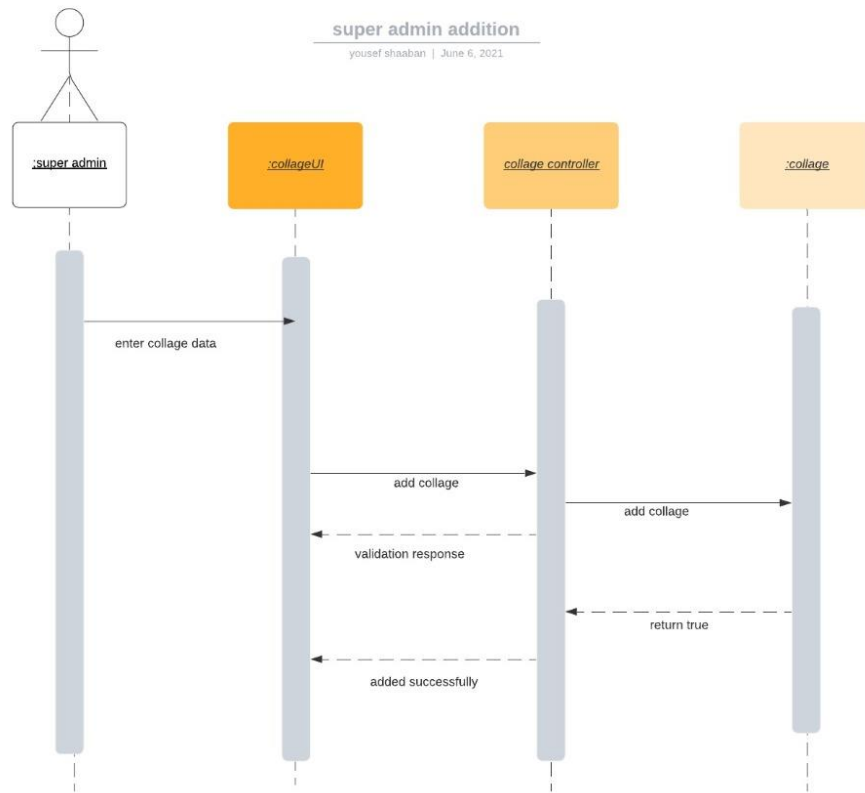 super admin addition
yousef shaaban | June 6, 2021
:super admin
:collageUI
collage controller
:collage
enter collage data
add collage
add collage
validation response
return true
added successfully